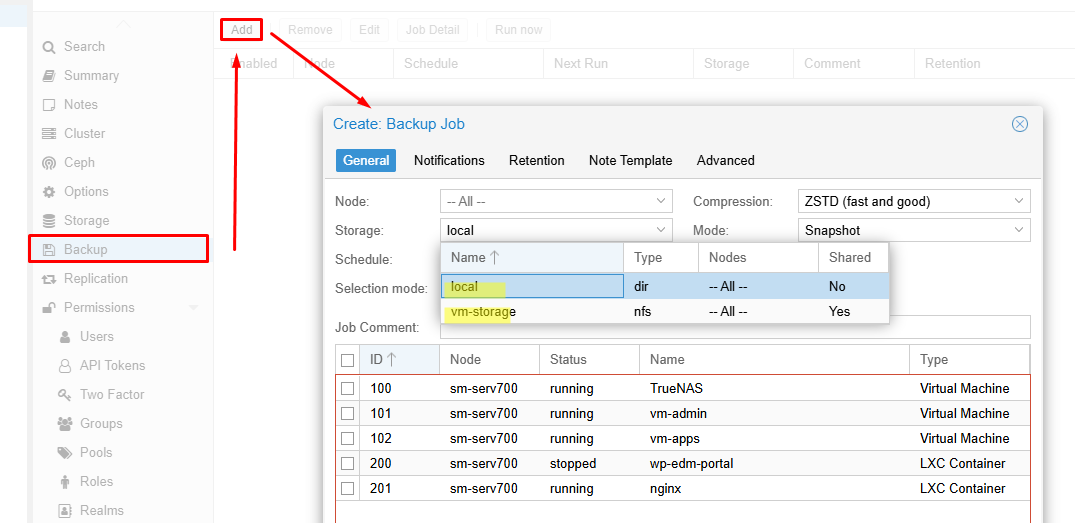 Add Remove Edit Job Detail Run now
Enabled Node Schedule Next Run Storage Comment Retention
Search
Summary
Notes
Cluster
Ceph
Options
Storage
Backup
Replication
Permissions
Users
API Tokens
Two Factor
Groups
Pools
Roles
Realms
Create: Backup Job
General Notifications Retention Note Template Advanced
Node: -- All -- Compression: ZSTD (fast and good)
Storage: local Mode: Snapshot
Schedule:
Selection mode:
Name Type Nodes Shared
local dir -- All -- No
vm-storage nfs -- All -- Yes
Job Comment:
ID Node Status Name Type
100 sm-serv700 running TrueNAS Virtual Machine
101 sm-serv700 running vm-admin Virtual Machine
102 sm-serv700 running vm-apps Virtual Machine
200 sm-serv700 stopped wp-edm-portal LXC Container
201 sm-serv700 running nginx LXC Container